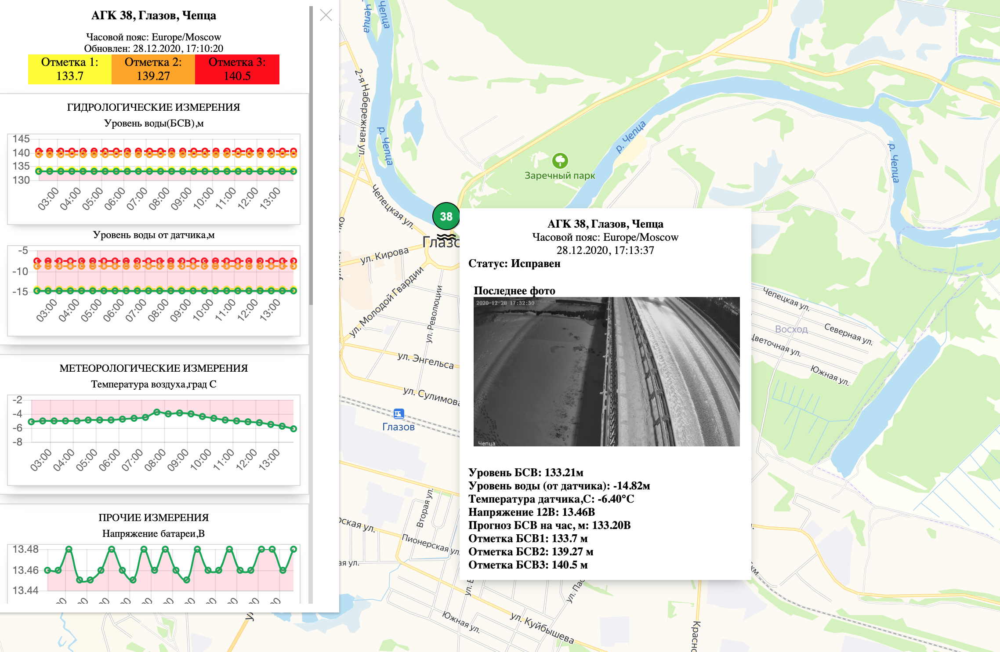 АГК 38, Глазов, Чепца
Часовой пояс: Europe/Moscow
Обновлен: 28.12.2020, 17:10:20
Отметка 1:
133.7
Отметка 2:
139.27
Отметка 3:
140.5
ГИДРОЛОГИЧЕСКИЕ ИЗМЕРЕНИЯ
Уровень воды(БСВ),м
145
140
135
130
03:00 04:00 05:00 06:00 07:00 08:00 09:00 10:00 11:00 12:00 13:00
Уровень воды от датчика,м
-5
-10
-15
03:00 04:00 05:00 06:00 07:00 08:00 09:00 10:00 11:00 12:00 13:00
МЕТЕОРОЛОГИЧЕСКИЕ ИЗМЕРЕНИЯ
Температура воздуха,град С
-2
-4
-6
-8
03:00 04:00 05:00 06:00 07:00 08:00 09:00 10:00 11:00 12:00 13:00
ПРОЧИЕ ИЗМЕРЕНИЯ
Напряжение батареи,В
13.48
13.46
13.44
р. Чепца
Чепца
2-я Набережная ул.
р. Чепца
р. Чепца
р. Чепца
Заречный парк
Чепецкая ул.
38
ул. Кирова
ул. Молодой Гвардии
ул. Революции
ул. Энгельса
ул. Сулимова
Глазов
Вторая ул.
Пионерская ул.
Южная ул.
ул. Куйбышева
Чепецкая ул.
Восход
Северная ул.
Цветочная ул.
Южная ул.
АГК 38, Глазов, Чепца
Часовой пояс: Europe/Moscow
28.12.2020, 17:13:37
Статус: Исправен
Последнее фото
2020-12-28 17:32:30
Чепца
Уровень БСВ: 133.21м
Уровень воды (от датчика): -14.82м
Температура датчика,С: -6.40°С
Напряжение 12В: 13.46В
Прогноз БСВ на час, м: 133.20В
Отметка БСВ1: 133.7 м
Отметка БСВ2: 139.27 м
Отметка БСВ3: 140.5 м